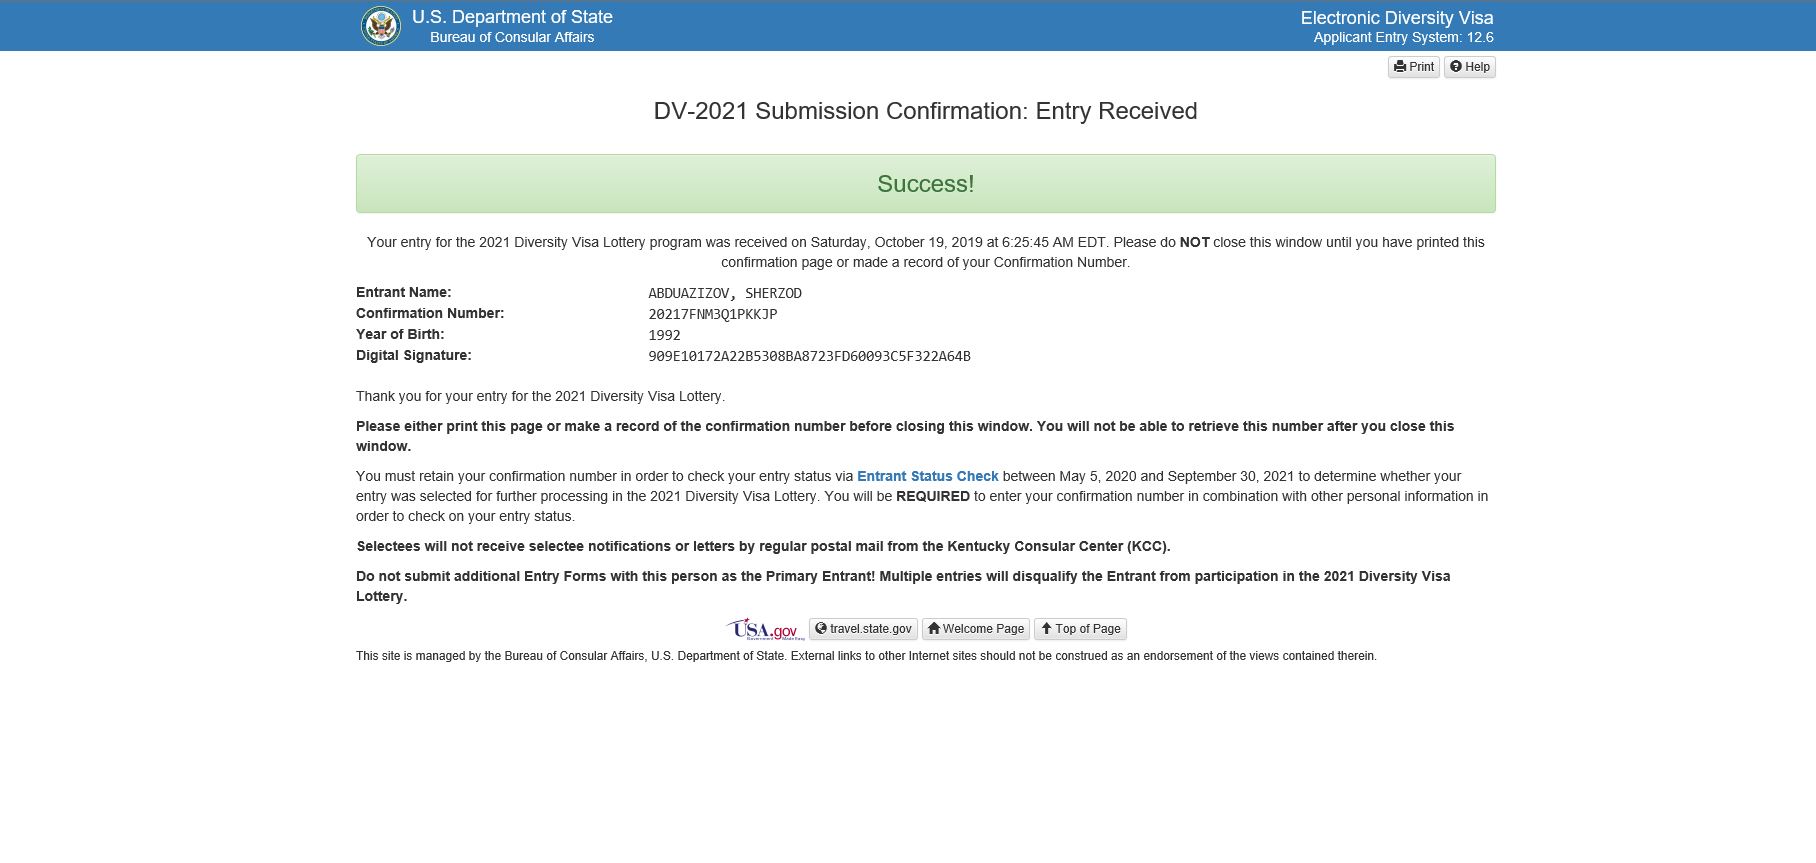 U.S. Department of State
Bureau of Consular Affairs
Electronic Diversity Visa
Applicant Entry System: 12.6
Print Help
DV-2021 Submission Confirmation: Entry Received
Success!
Your entry for the 2021 Diversity Visa Lottery program was received on Saturday, October 19, 2019 at 6:25:45 AM EDT. Please do NOT close this window until you have printed this
confirmation page or made a record of your Confirmation Number.
Entrant Name: ABDUAZIZOV, SHERZOD
Confirmation Number: 20217FNM3Q1PKKJP
Year of Birth: 1992
Digital Signature: 909E10172A22B5308BA8723FD60093C5F322A64B
Thank you for your entry for the 2021 Diversity Visa Lottery.
Please either print this page or make a record of the confirmation number before closing this window. You will not be able to retrieve this number after you close this
window.
You must retain your confirmation number in order to check your entry status via Entrant Status Check between May 5, 2020 and September 30, 2021 to determine whether your
entry was selected for further processing in the 2021 Diversity Visa Lottery. You will be REQUIRED to enter your confirmation number in combination with other personal information in
order to check on your entry status.
Selectees will not receive selectee notifications or letters by regular postal mail from the Kentucky Consular Center (KCC).
Do not submit additional Entry Forms with this person as the Primary Entrant! Multiple entries will disqualify the Entrant from participation in the 2021 Diversity Visa
Lottery.
USA.gov travel.state.gov Welcome Page Top of Page
This site is managed by the Bureau of Consular Affairs, U.S. Department of State. External links to other Internet sites should not be construed as an endorsement of the views contained therein.